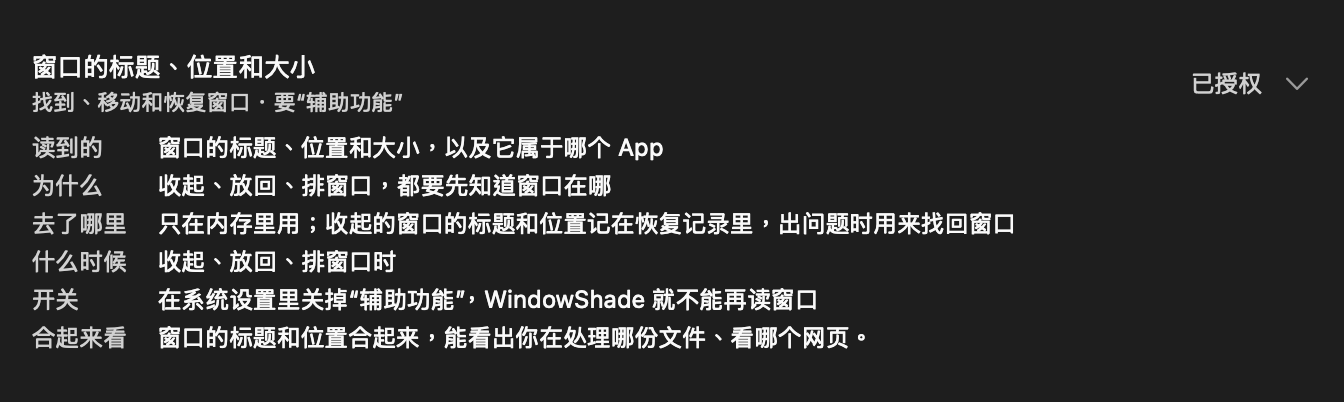 窗口的标题、位置和大小
已授权
找到、移动和恢复窗口 · 要“辅助功能”
读到的 窗口的标题、位置和大小，以及它属于哪个 App
为什么 收起、放回、排窗口，都要先知道窗口在哪
去了哪里 只在内存里用；收起的窗口的标题和位置记在恢复记录里，出问题时用来找回窗口
什么时候 收起、放回、排窗口时
开关 在系统设置里关掉“辅助功能”，WindowShade 就不能再读窗口
合起来看 窗口的标题和位置合起来，能看出你在处理哪份文件、看哪个网页。